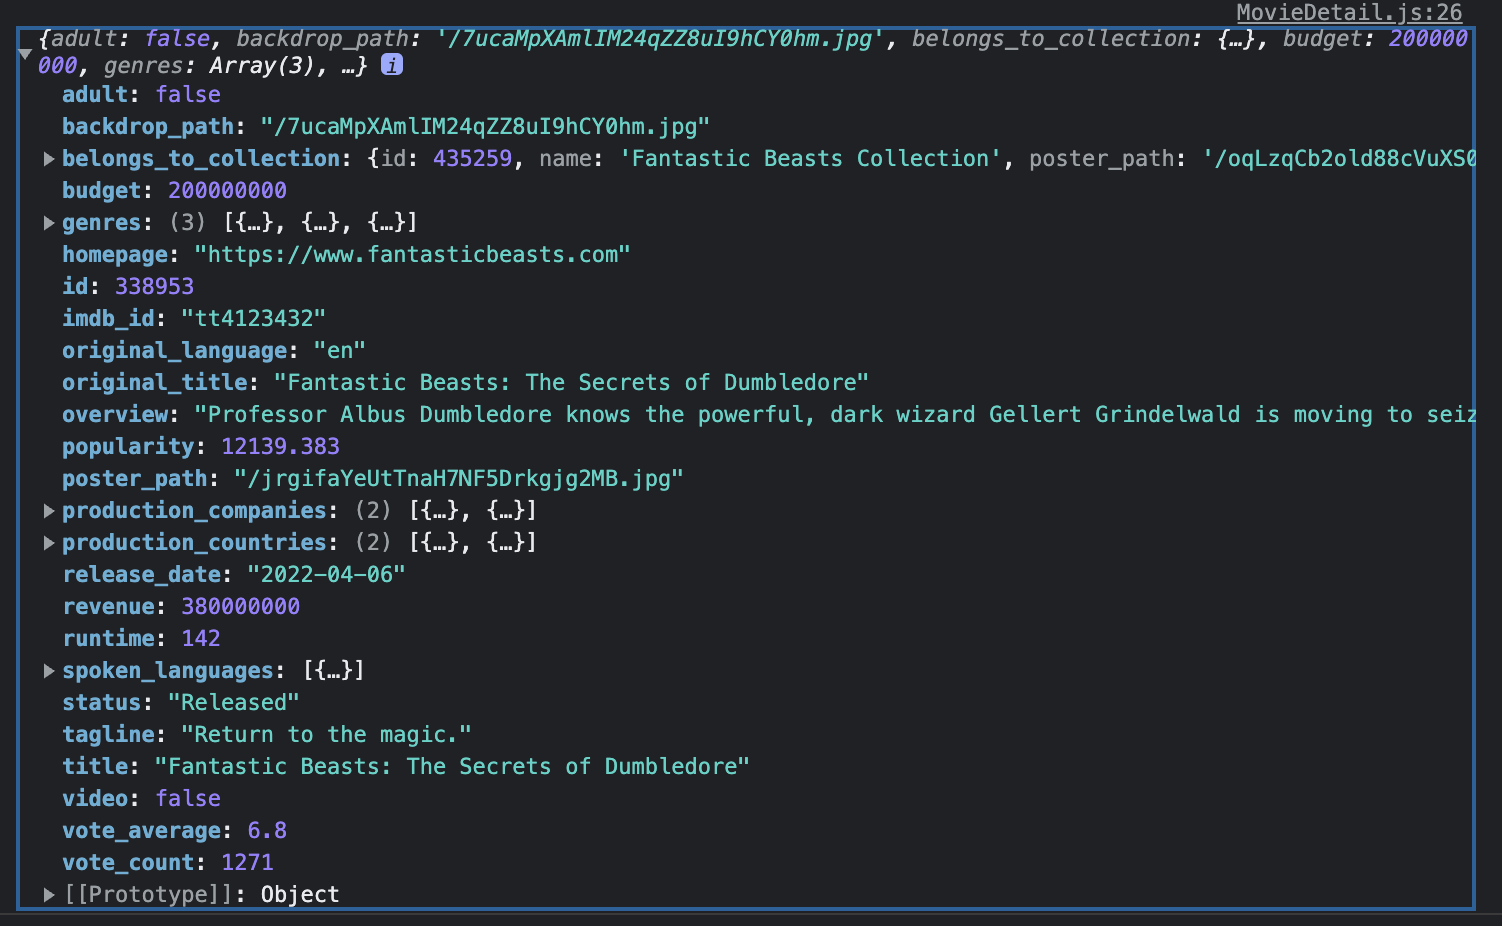 MovieDetail.js:26
{adult: false, backdrop_path: '/7ucaMpXAmlIM24qZZ8uI9hCY0hm.jpg', belongs_to_collection: {…}, budget: 200000
000, genres: Array(3), …} i
adult: false
backdrop_path: "/7ucaMpXAmlIM24qZZ8uI9hCY0hm.jpg"
belongs_to_collection: {id: 435259, name: 'Fantastic Beasts Collection', poster_path: '/oqLzqCb2old88cVuXS0
budget: 200000000
genres: (3) [{…}, {…}, {…}]
homepage: "https://www.fantasticbeasts.com"
id: 338953
imdb_id: "tt4123432"
original_language: "en"
original_title: "Fantastic Beasts: The Secrets of Dumbledore"
overview: "Professor Albus Dumbledore knows the powerful, dark wizard Gellert Grindelwald is moving to seiz
popularity: 12139.383
poster_path: "/jrgifaYeUtTnaH7NF5Drkgjg2MB.jpg"
production_companies: (2) [{…}, {…}]
production_countries: (2) [{…}, {…}]
release_date: "2022-04-06"
revenue: 380000000
runtime: 142
spoken_languages: [{…}]
status: "Released"
tagline: "Return to the magic."
title: "Fantastic Beasts: The Secrets of Dumbledore"
video: false
vote_average: 6.8
vote_count: 1271
[[Prototype]]: Object